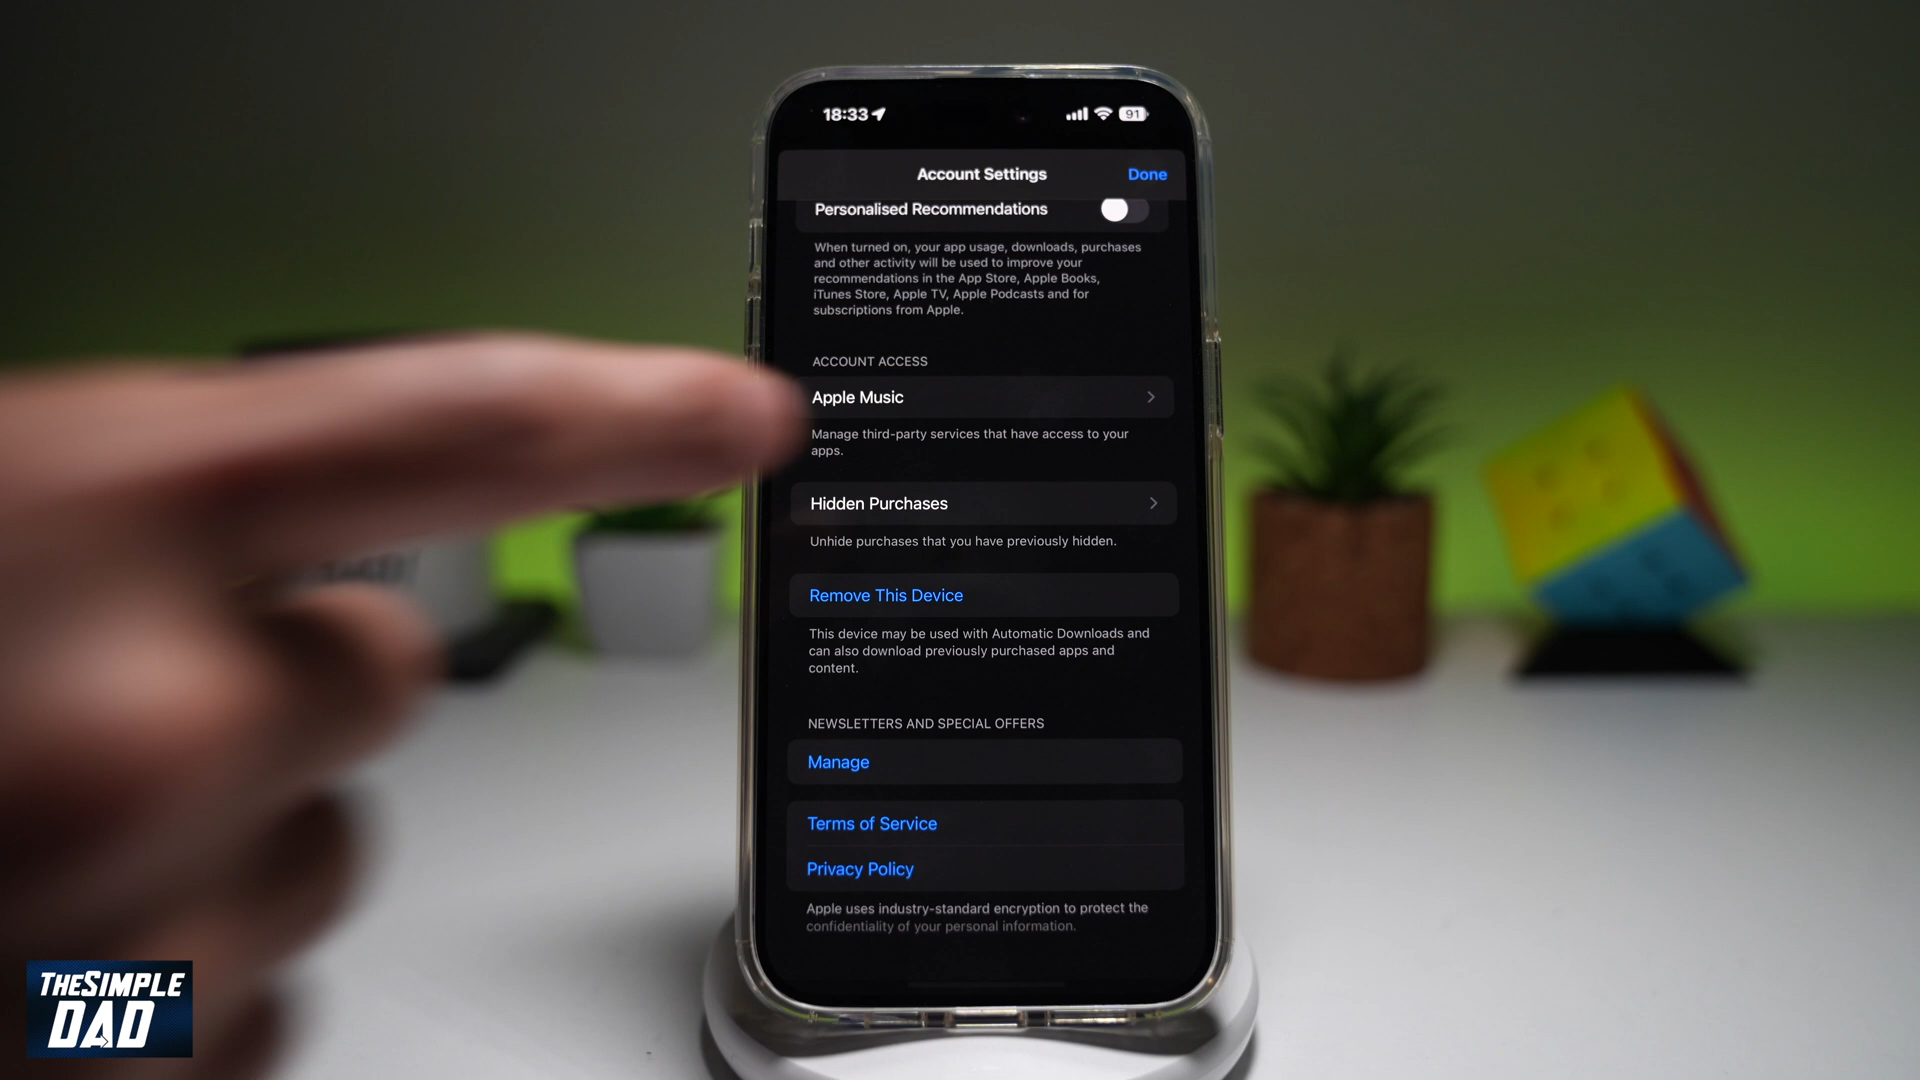 18:33
91
Account Settings
Done
Personalised Recommendations
When turned on, your app usage, downloads, purchases
and other activity will be used to improve your
recommendations in the App Store, Apple Books,
iTunes Store, Apple TV, Apple Podcasts and for
subscriptions from Apple.
ACCOUNT ACCESS
Apple Music
Manage third-party services that have access to your
apps.
Hidden Purchases
Unhide purchases that you have previously hidden.
Remove This Device
This device may be used with Automatic Downloads and
can also download previously purchased apps and
content.
NEWSLETTERS AND SPECIAL OFFERS
Manage
Terms of Service
Privacy Policy
Apple uses industry-standard encryption to protect the
confidentiality of your personal information.
THESIMPLE
DAD